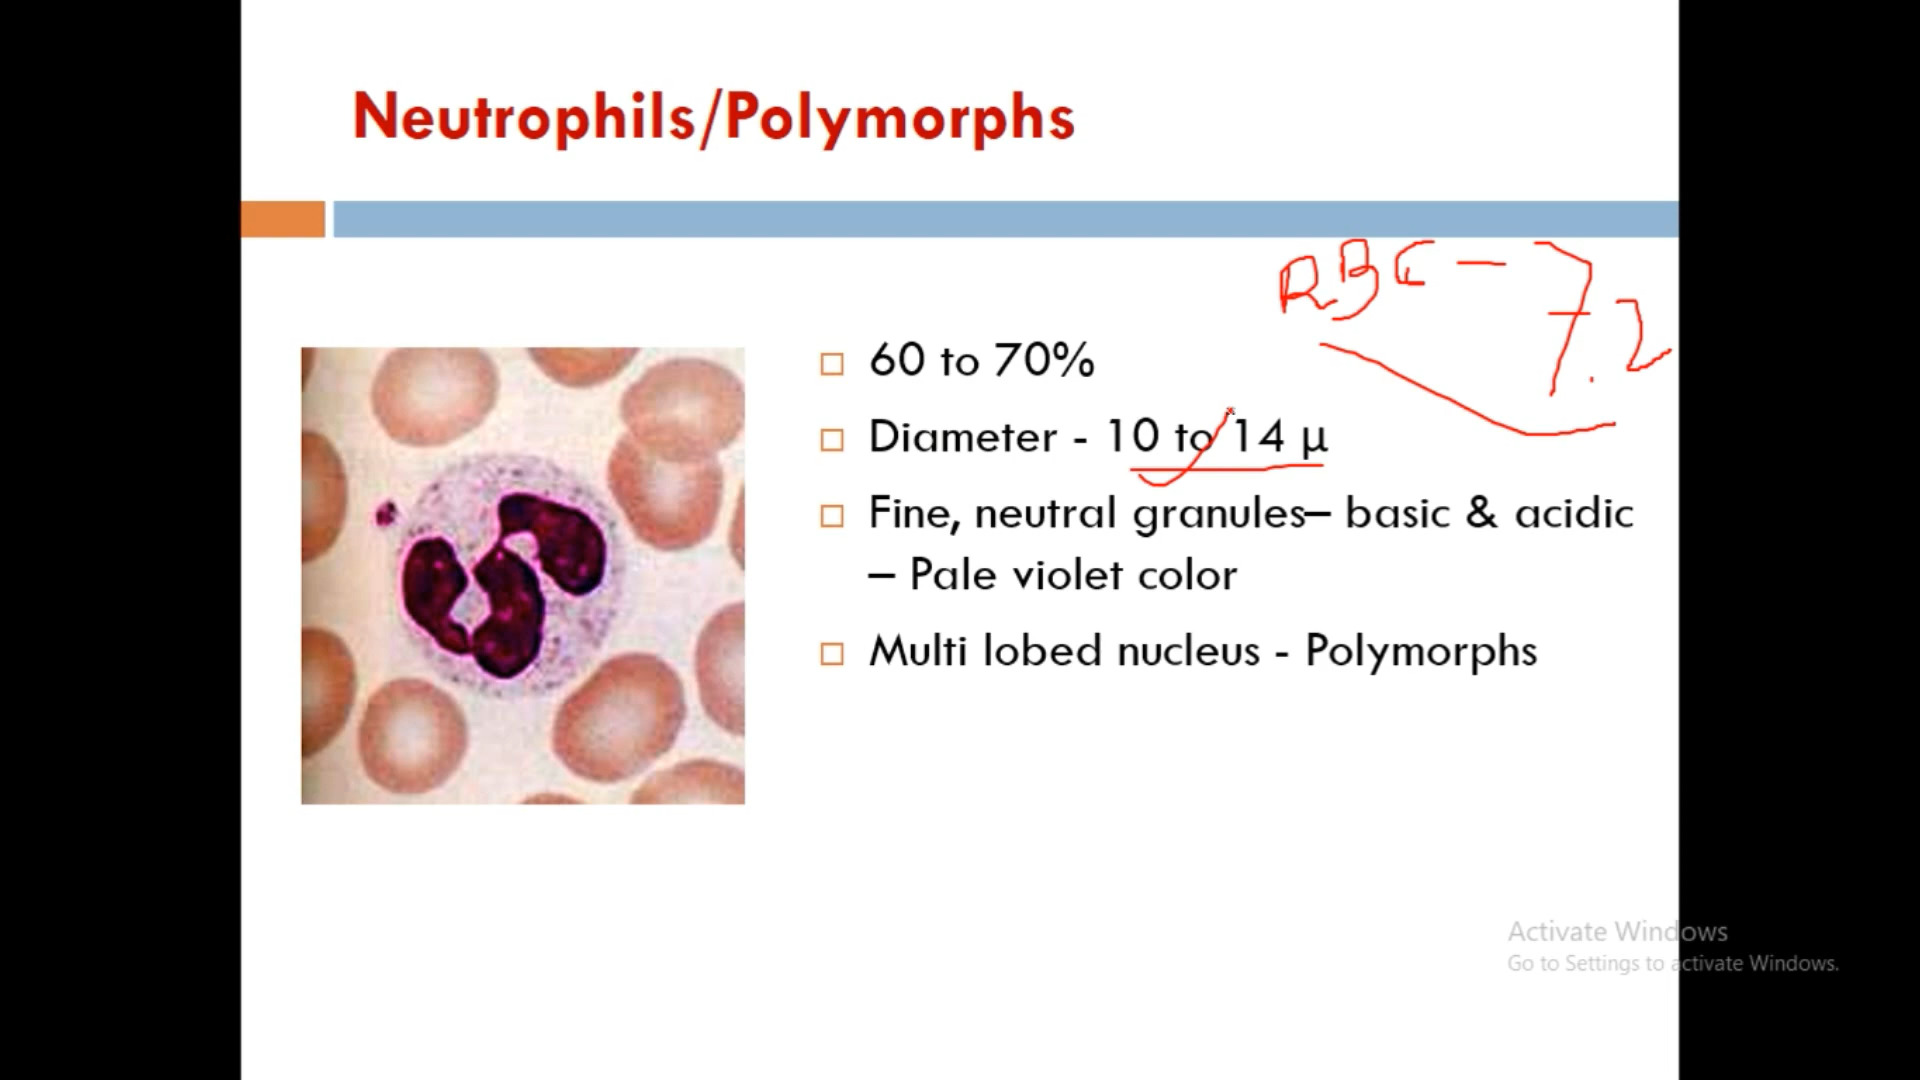 Neutrophils/Polymorphs
RBC - 7.2
60 to 70%
Diameter - 10 to 14 µ
Fine, neutral granules– basic & acidic
– Pale violet color
Multi lobed nucleus - Polymorphs
Activate Windows
Go to Settings to activate Windows.